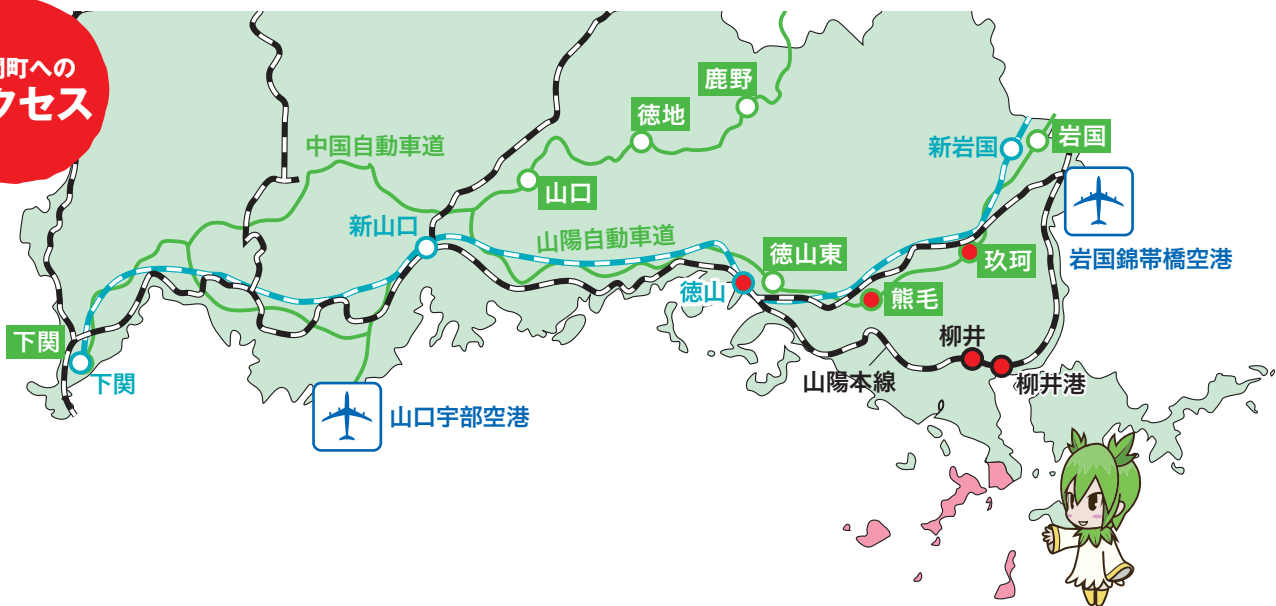 町への
クセス
鹿野
徳地
中国自動車道
山口
新岩国
岩国
新山口
山陽自動車道
徳山東
玖珂
岩国錦帯橋空港
徳山
熊毛
下関
下関
柳井
山陽本線
柳井港
山口宇部空港